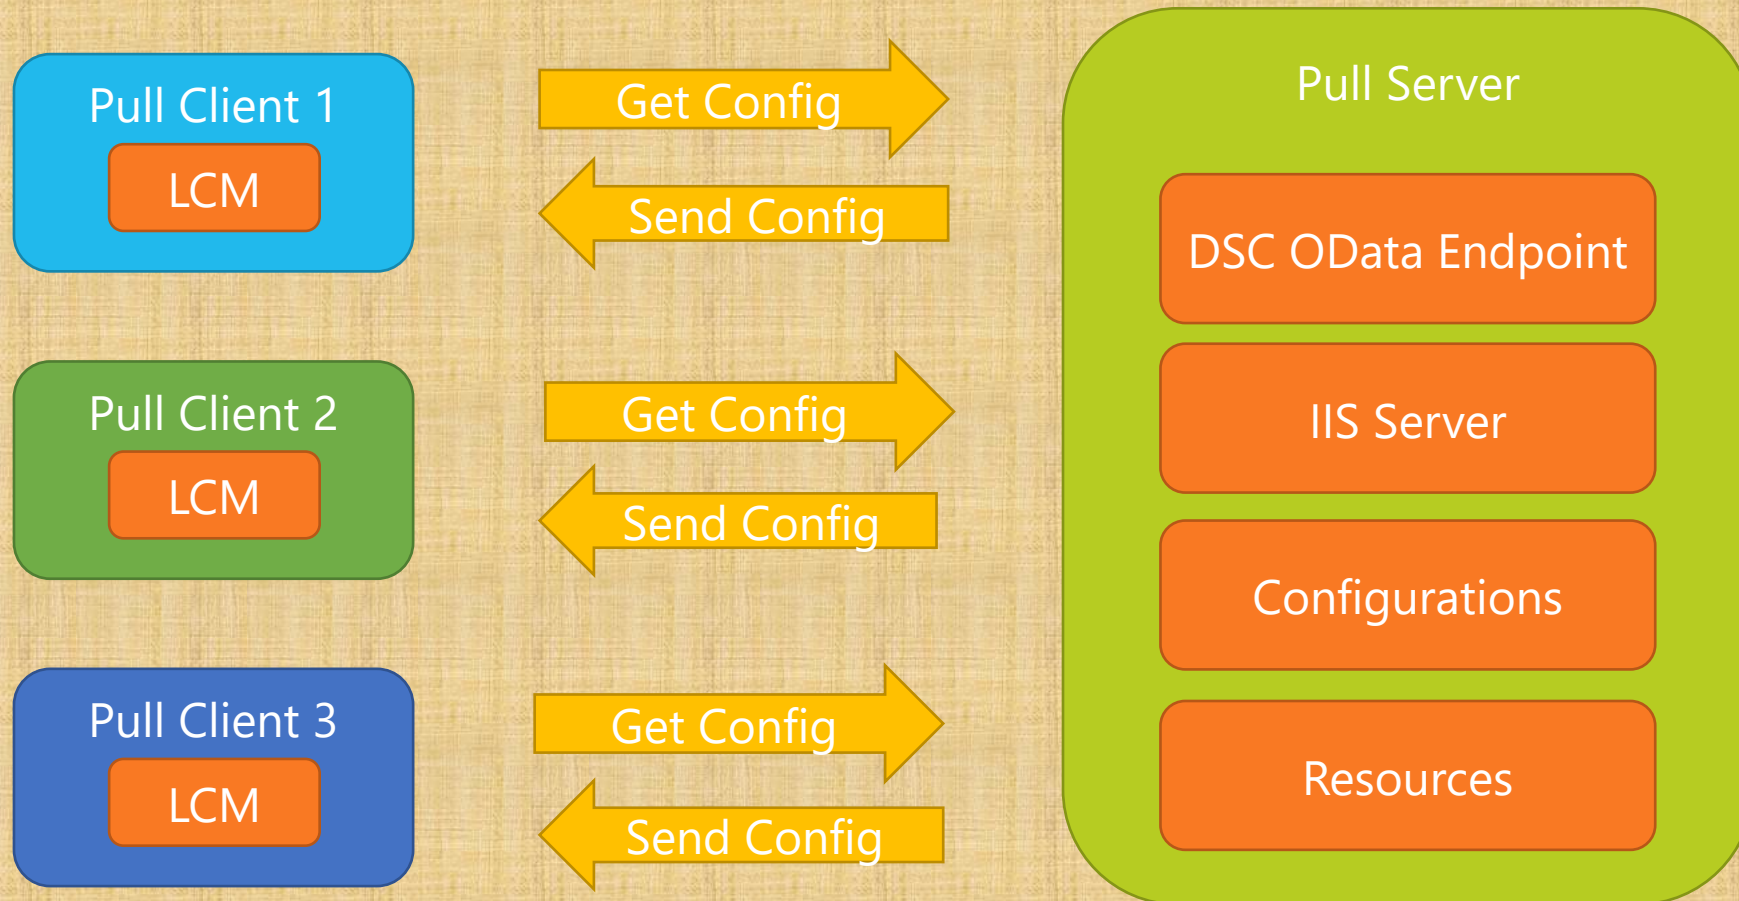 Pull Client 1
LCM
Get Config
Send Config
Pull Client 2
LCM
Get Config
Send Config
Pull Client 3
LCM
Get Config
Send Config
Pull Server
DSC OData Endpoint
IIS Server
Configurations
Resources